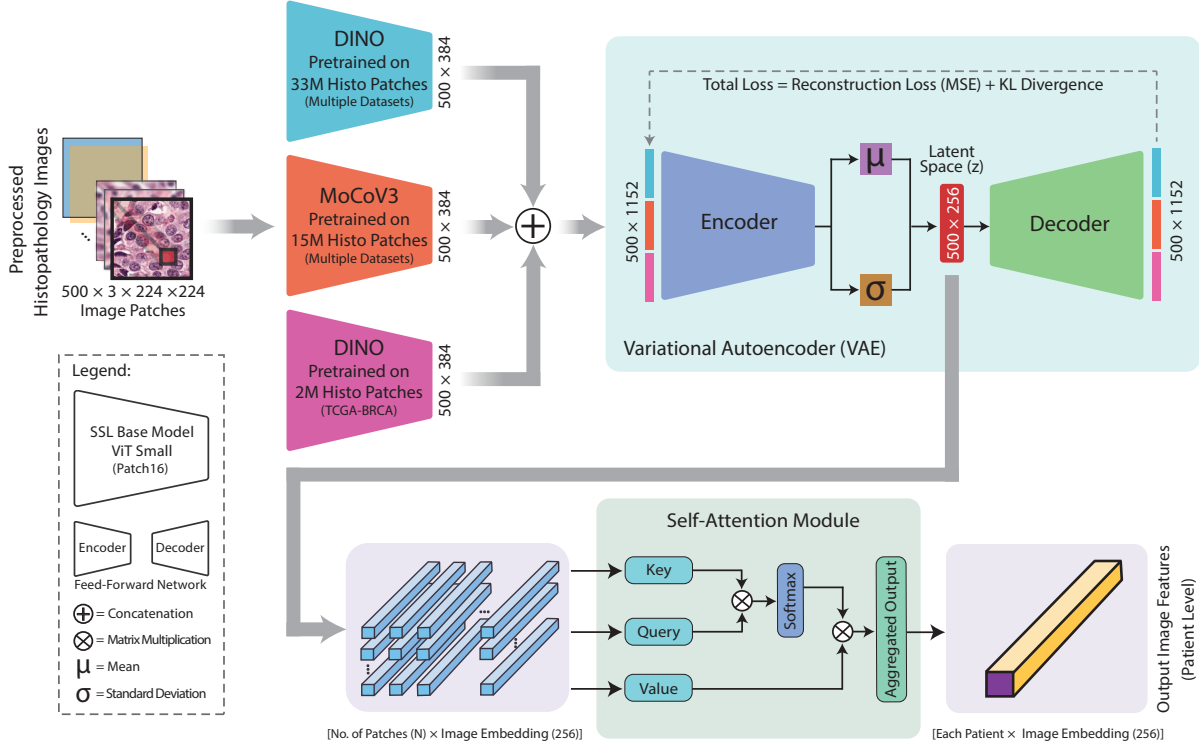 Preprocessed
Histopathology Images
500 × 3 × 224 ×224
Image Patches
DINO
Pretrained on
33M Histo Patches
(Multiple Datasets)
500 × 384
MoCoV3
Pretrained on
15M Histo Patches
(Multiple Datasets)
500 × 384
DINO
Pretrained on
2M Histo Patches
(TCGA-BRCA)
500 × 384
Total Loss = Reconstruction Loss (MSE) + KL Divergence
500 × 1152
Encoder
μ
σ
Latent
Space (z)
500 × 256
Decoder
500 × 1152
Variational Autoencoder (VAE)
Legend:
SSL Base Model
ViT Small
(Patch16)
Encoder
Decoder
Feed-Forward Network
= Concatenation
= Matrix Multiplication
μ = Mean
σ = Standard Deviation
[No. of Patches (N) × Image Embedding (256)]
Self-Attention Module
Key
Query
Value
Softmax
Aggregated Output
[Each Patient × Image Embedding (256)]
Output Image Features
(Patient Level)